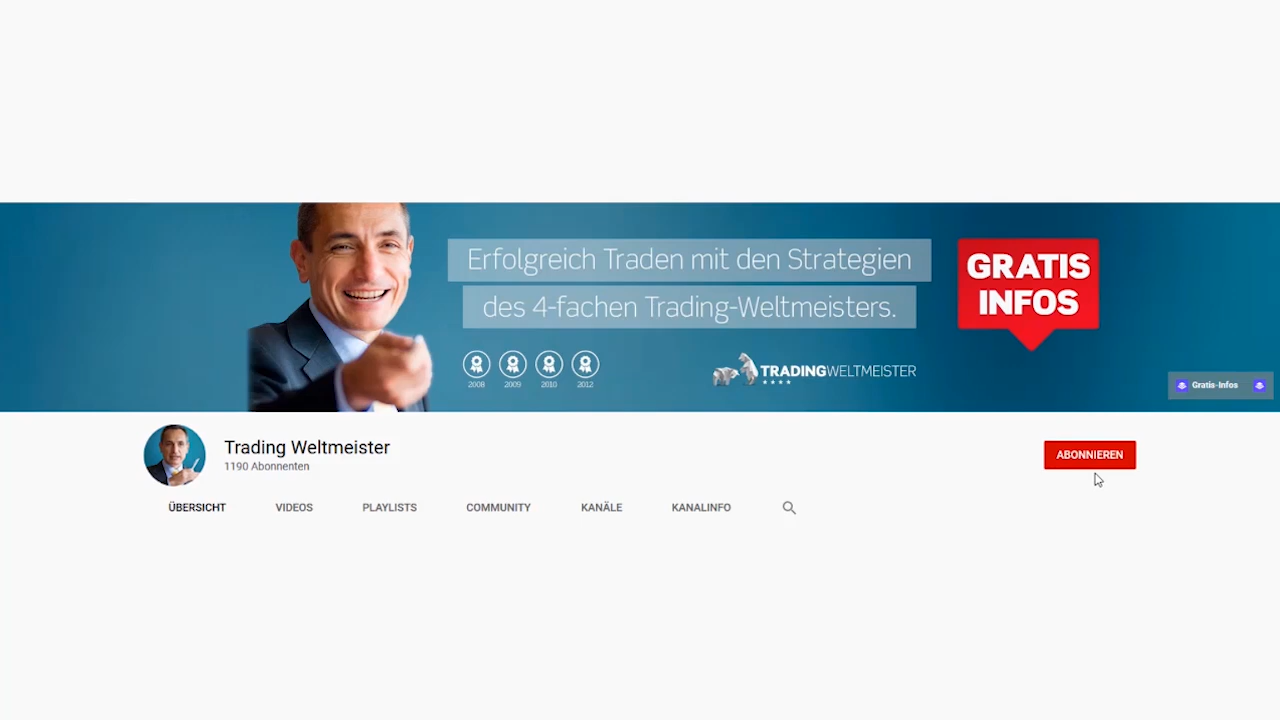 Erfolgreich Traden mit den Strategien
des 4-fachen Trading-Weltmeisters.
GRATIS
INFOS
2008 2009 2010 2012
TRADINGWELTMEISTER
Gratis-Infos
Trading Weltmeister
1190 Abonnenten
ABONNIEREN
ÜBERSICHT VIDEOS PLAYLISTS COMMUNITY KANÄLE KANALINFO